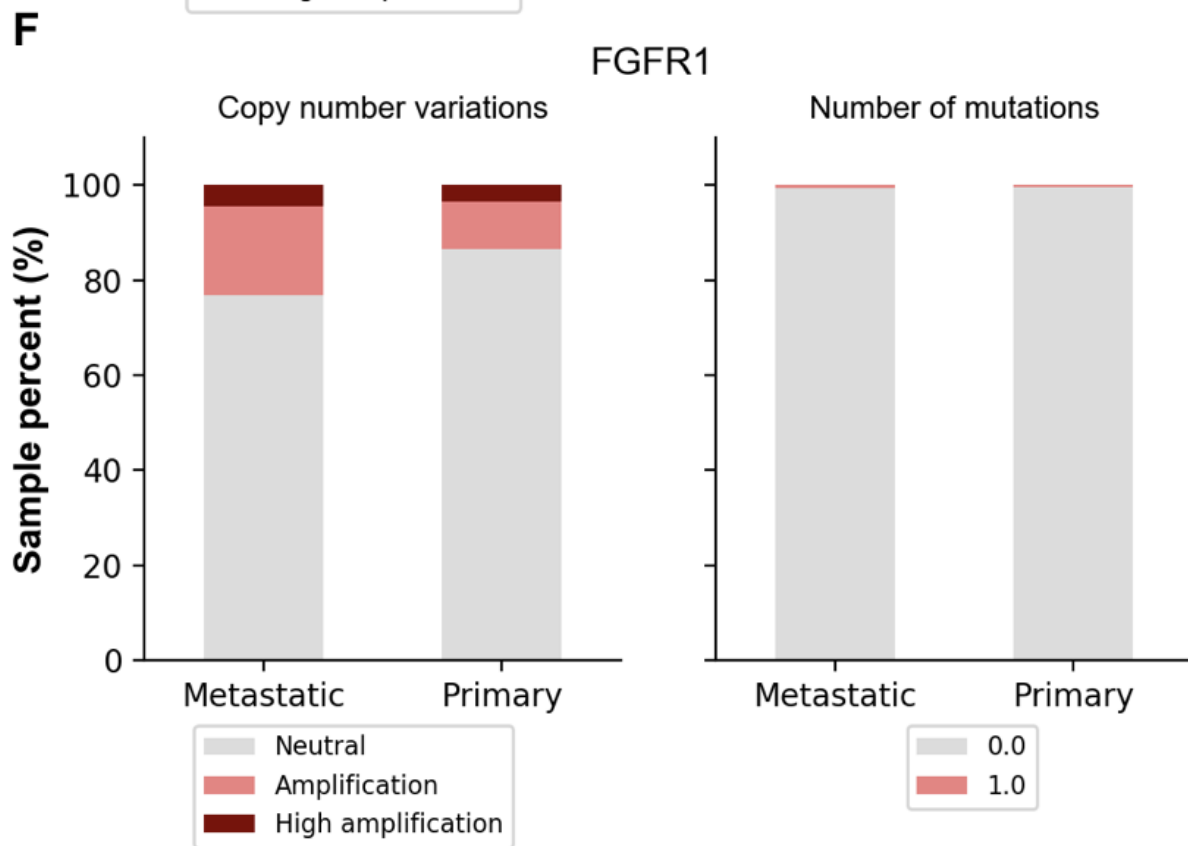 F
FGFR1
Copy number variations
Number of mutations
Sample percent (%)
100
80
60
40
20
0
Metastatic
Primary
Metastatic
Primary
Neutral
Amplification
High amplification
0.0
1.0